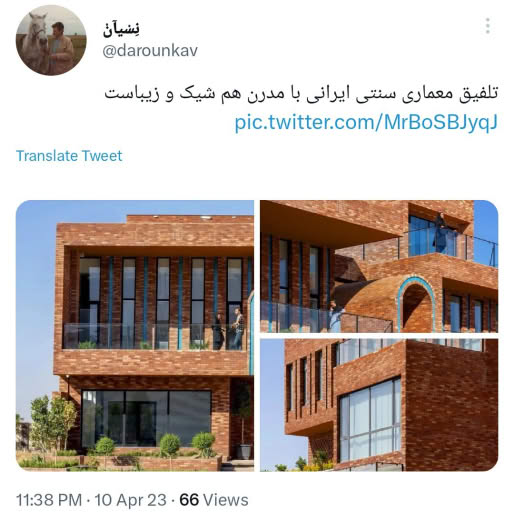 نِسْیآنْ
@darounkav
تلفیق معماری سنتی ایرانی با مدرن هم شیک و زیباست
pic.twitter.com/MrBoSBJyqJ
Translate Tweet
11:38 PM · 10 Apr 23 · 66 Views